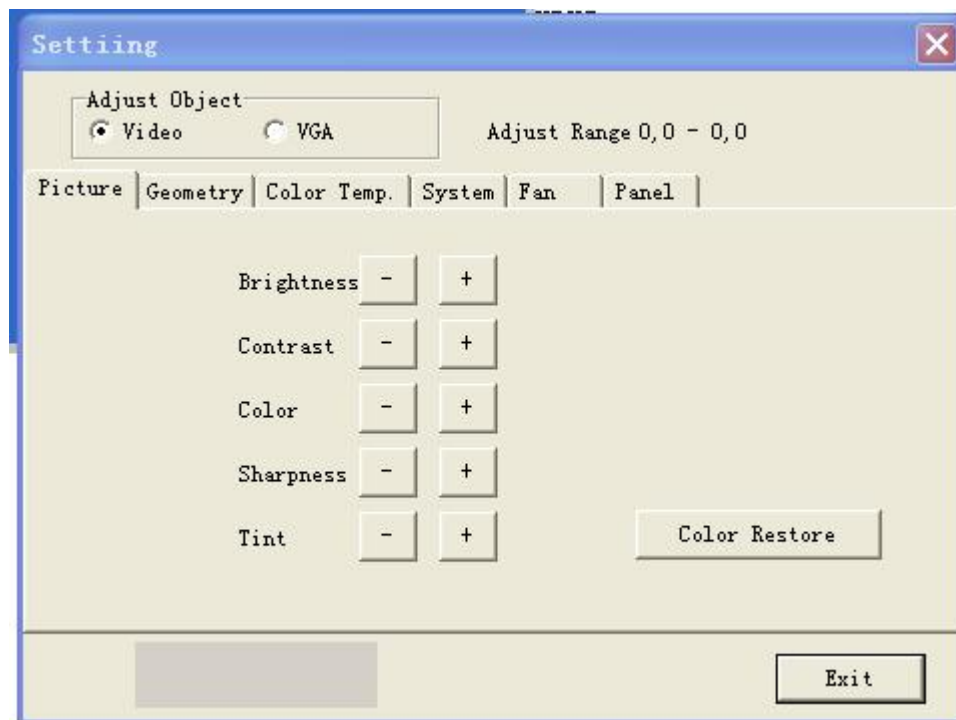 Settiing
Adjust Object
Video VGA
Adjust Range 0,0 - 0,0
Picture Geometry Color Temp. System Fan Panel
Brightness - +
Contrast - +
Color - +
Sharpness - +
Tint - +
Color Restore
Exit